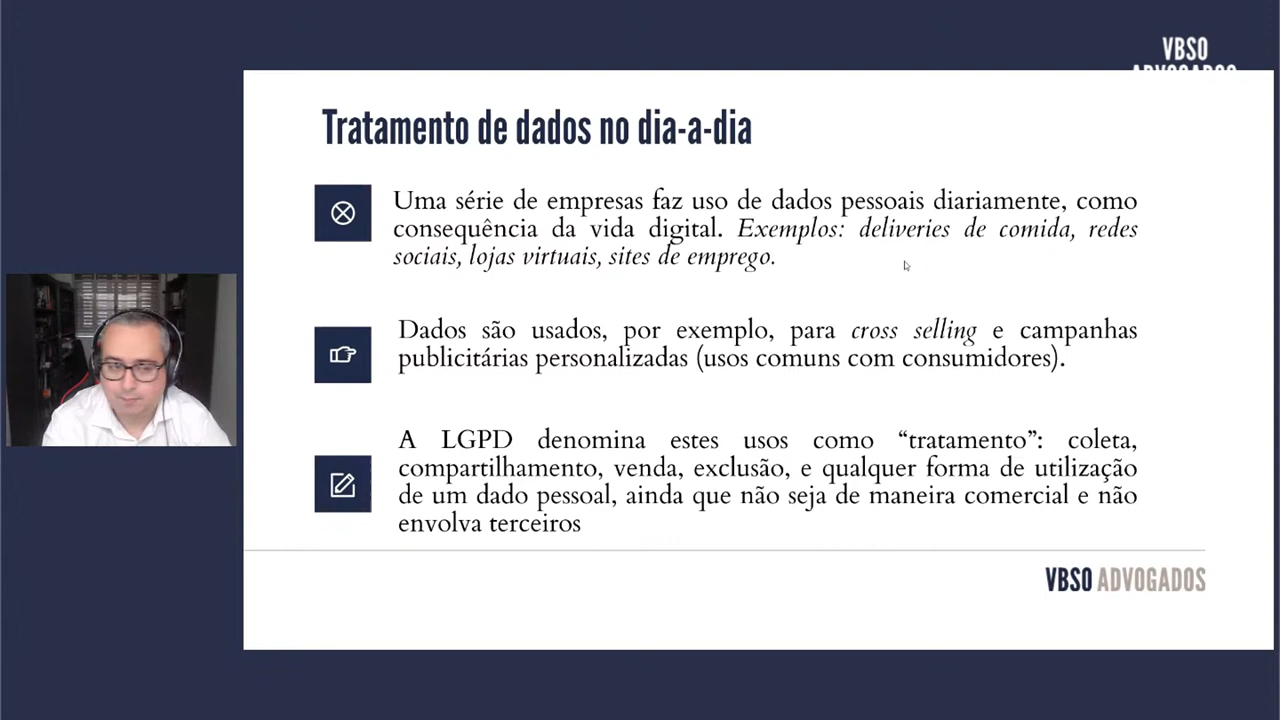 VBSO
ADVOGADOS
Tratamento de dados no dia-a-dia
Uma série de empresas faz uso de dados pessoais diariamente, como
consequência da vida digital. Exemplos: deliveries de comida, redes
sociais, lojas virtuais, sites de emprego.
Dados são usados, por exemplo, para cross selling e campanhas
publicitárias personalizadas (usos comuns com consumidores).
A LGPD denomina estes usos como “tratamento”: coleta,
compartilhamento, venda, exclusão, e qualquer forma de utilização
de um dado pessoal, ainda que não seja de maneira comercial e não
envolva terceiros
VBSO ADVOGADOS